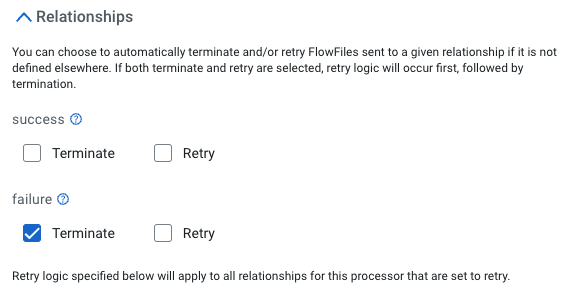 Relationships
You can choose to automatically terminate and/or retry FlowFiles sent to a given relationship if it is not
defined elsewhere. If both terminate and retry are selected, retry logic will occur first, followed by
termination.
success
Terminate Retry
failure
Terminate Retry
Retry logic specified below will apply to all relationships for this processor that are set to retry.